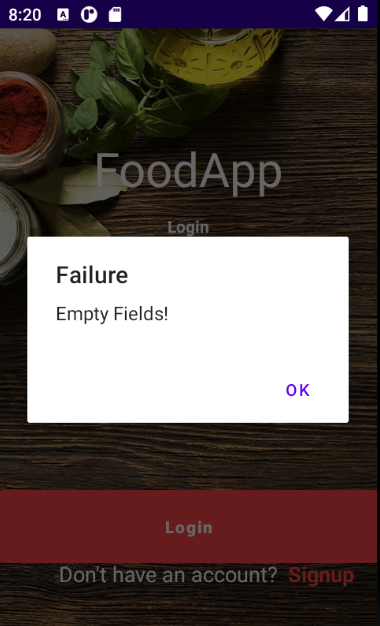 8:20
FoodApp
Login
Failure
Empty Fields!
OK
Login
Don't have an account? Signup